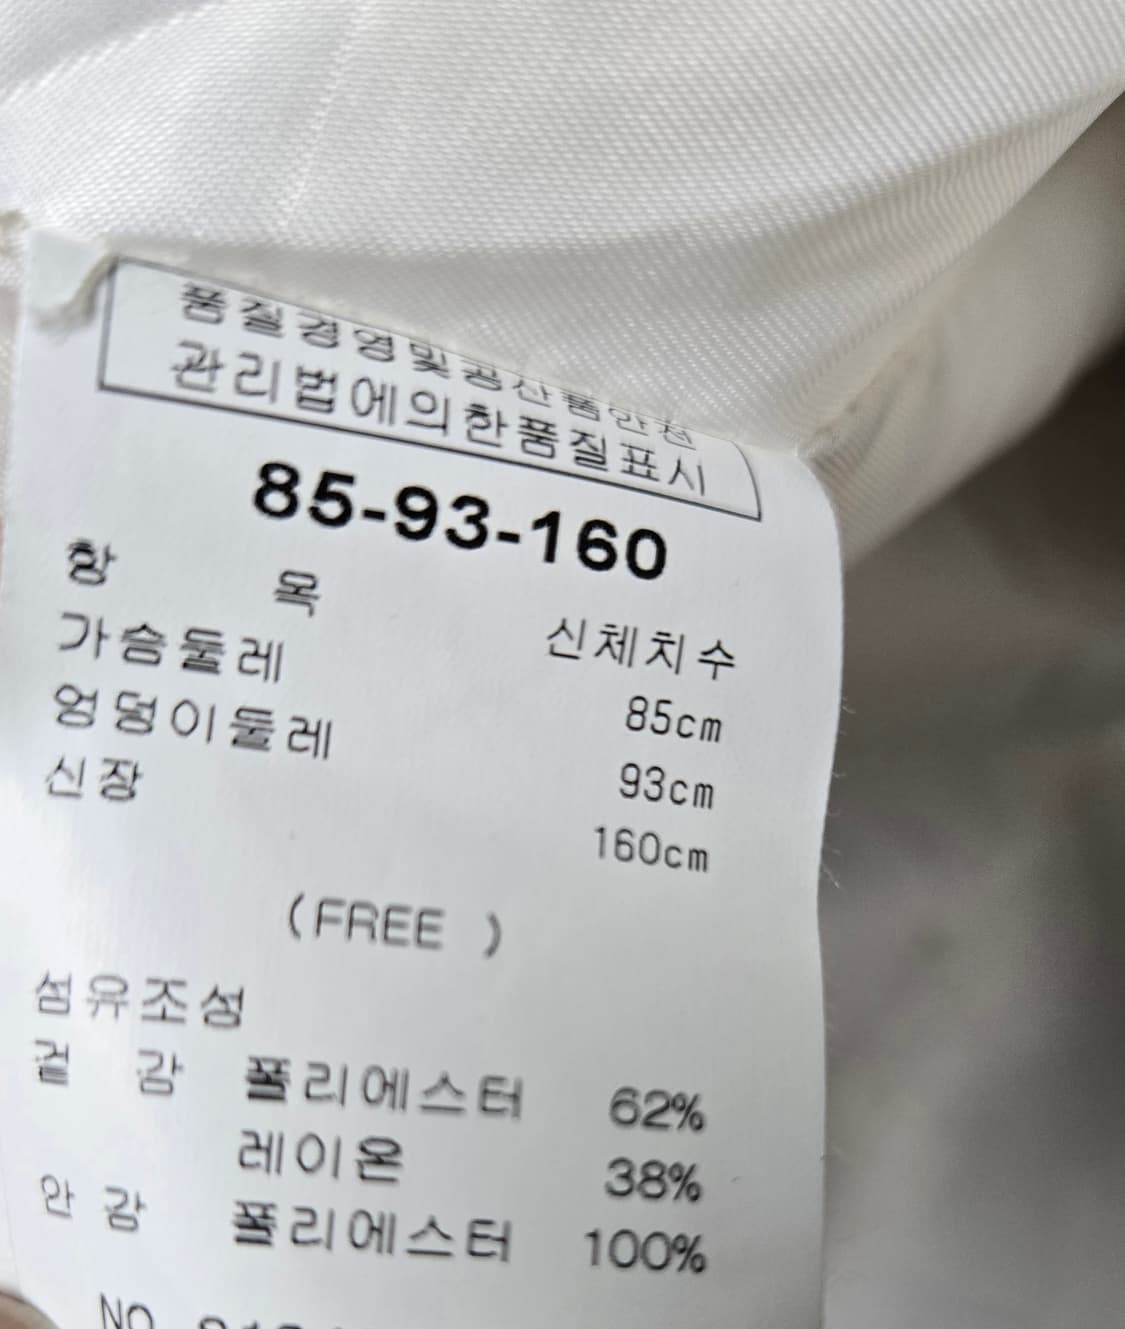 품질경영및공산품안전
관리법에의한품질표시
85-93-160
항 목 신체치수
가슴둘레 85cm
엉덩이둘레 93cm
신장 160cm
(FREE )
섬유조성
겉 감 폴리에스터 62%
레이온 38%
안 감 폴리에스터 100%
NO